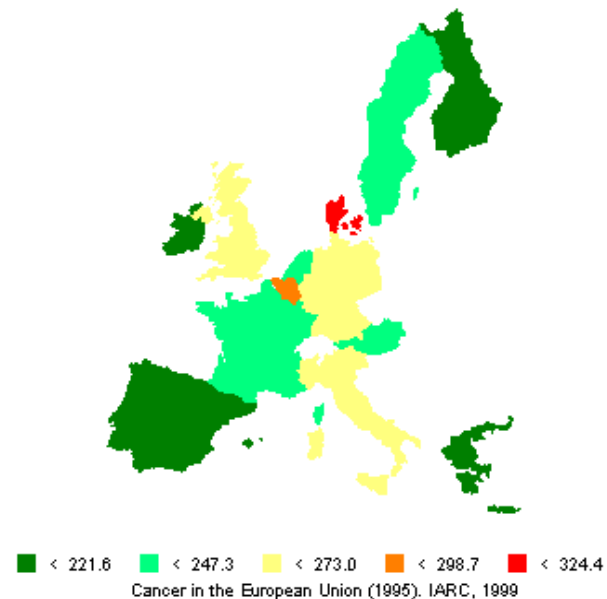 < 221.6 < 247.3 < 273.0 < 298.7 < 324.4
Cancer in the European Union (1995). IARC, 1999